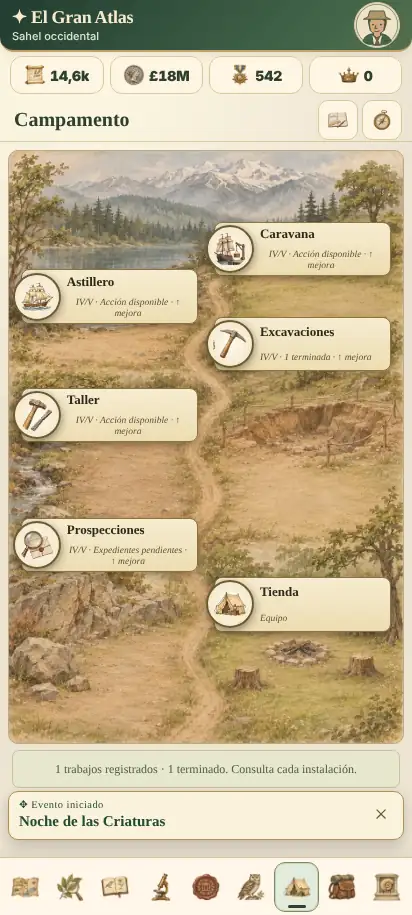 ✦ El Gran Atlas
Sahel occidental
14,6k
£18M
542
0
Campamento
Caravana
IV/V · Acción disponible · ↑
mejora
Astillero
IV/V · Acción disponible · ↑
mejora
Excavaciones
IV/V · 1 terminada · ↑ mejora
Taller
IV/V · Acción disponible · ↑
mejora
Prospecciones
IV/V · Expedientes pendientes ·
↑ mejora
Tienda
Equipo
1 trabajos registrados · 1 terminado. Consulta cada instalación.
✥ Evento iniciado
Noche de las Criaturas
×